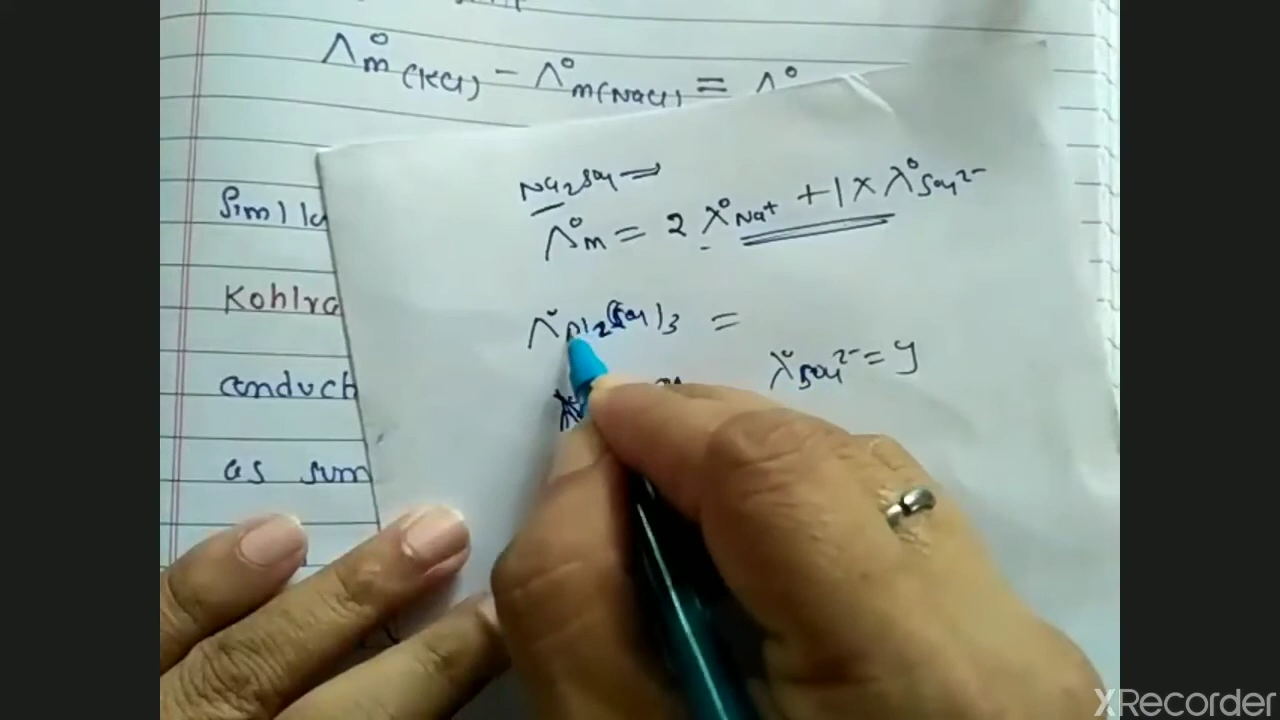 Λ°m(KCl) - Λ°m(NaCl) = Λ°
Na2SO4 →
Λ°m = 2 λ°Na+ + 1 x λ°SO4 2-
Simila
Λ°Al2(SO4)3 =
Kohlra
λ°SO4 2- = y
conduct
as sum
XRecorder